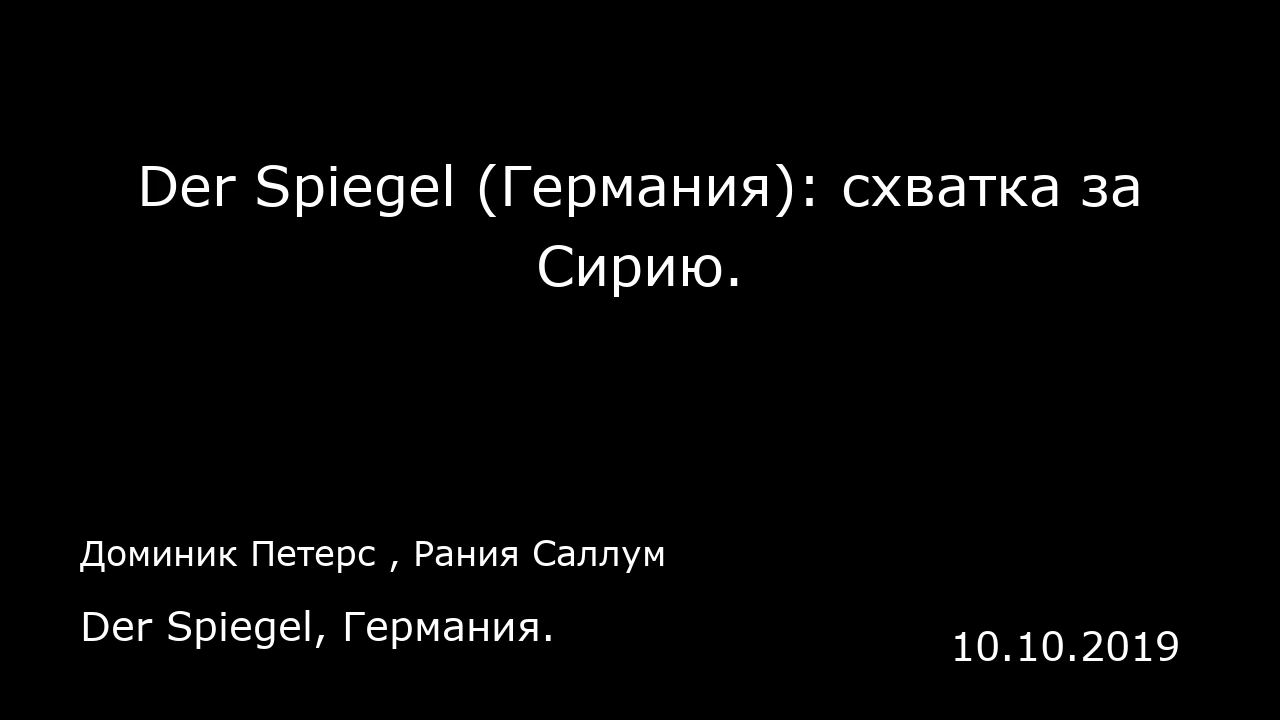 Der Spiegel (Германия): схватка за
Сирию.
Доминик Петерс , Рания Саллум
Der Spiegel, Германия.
10.10.2019